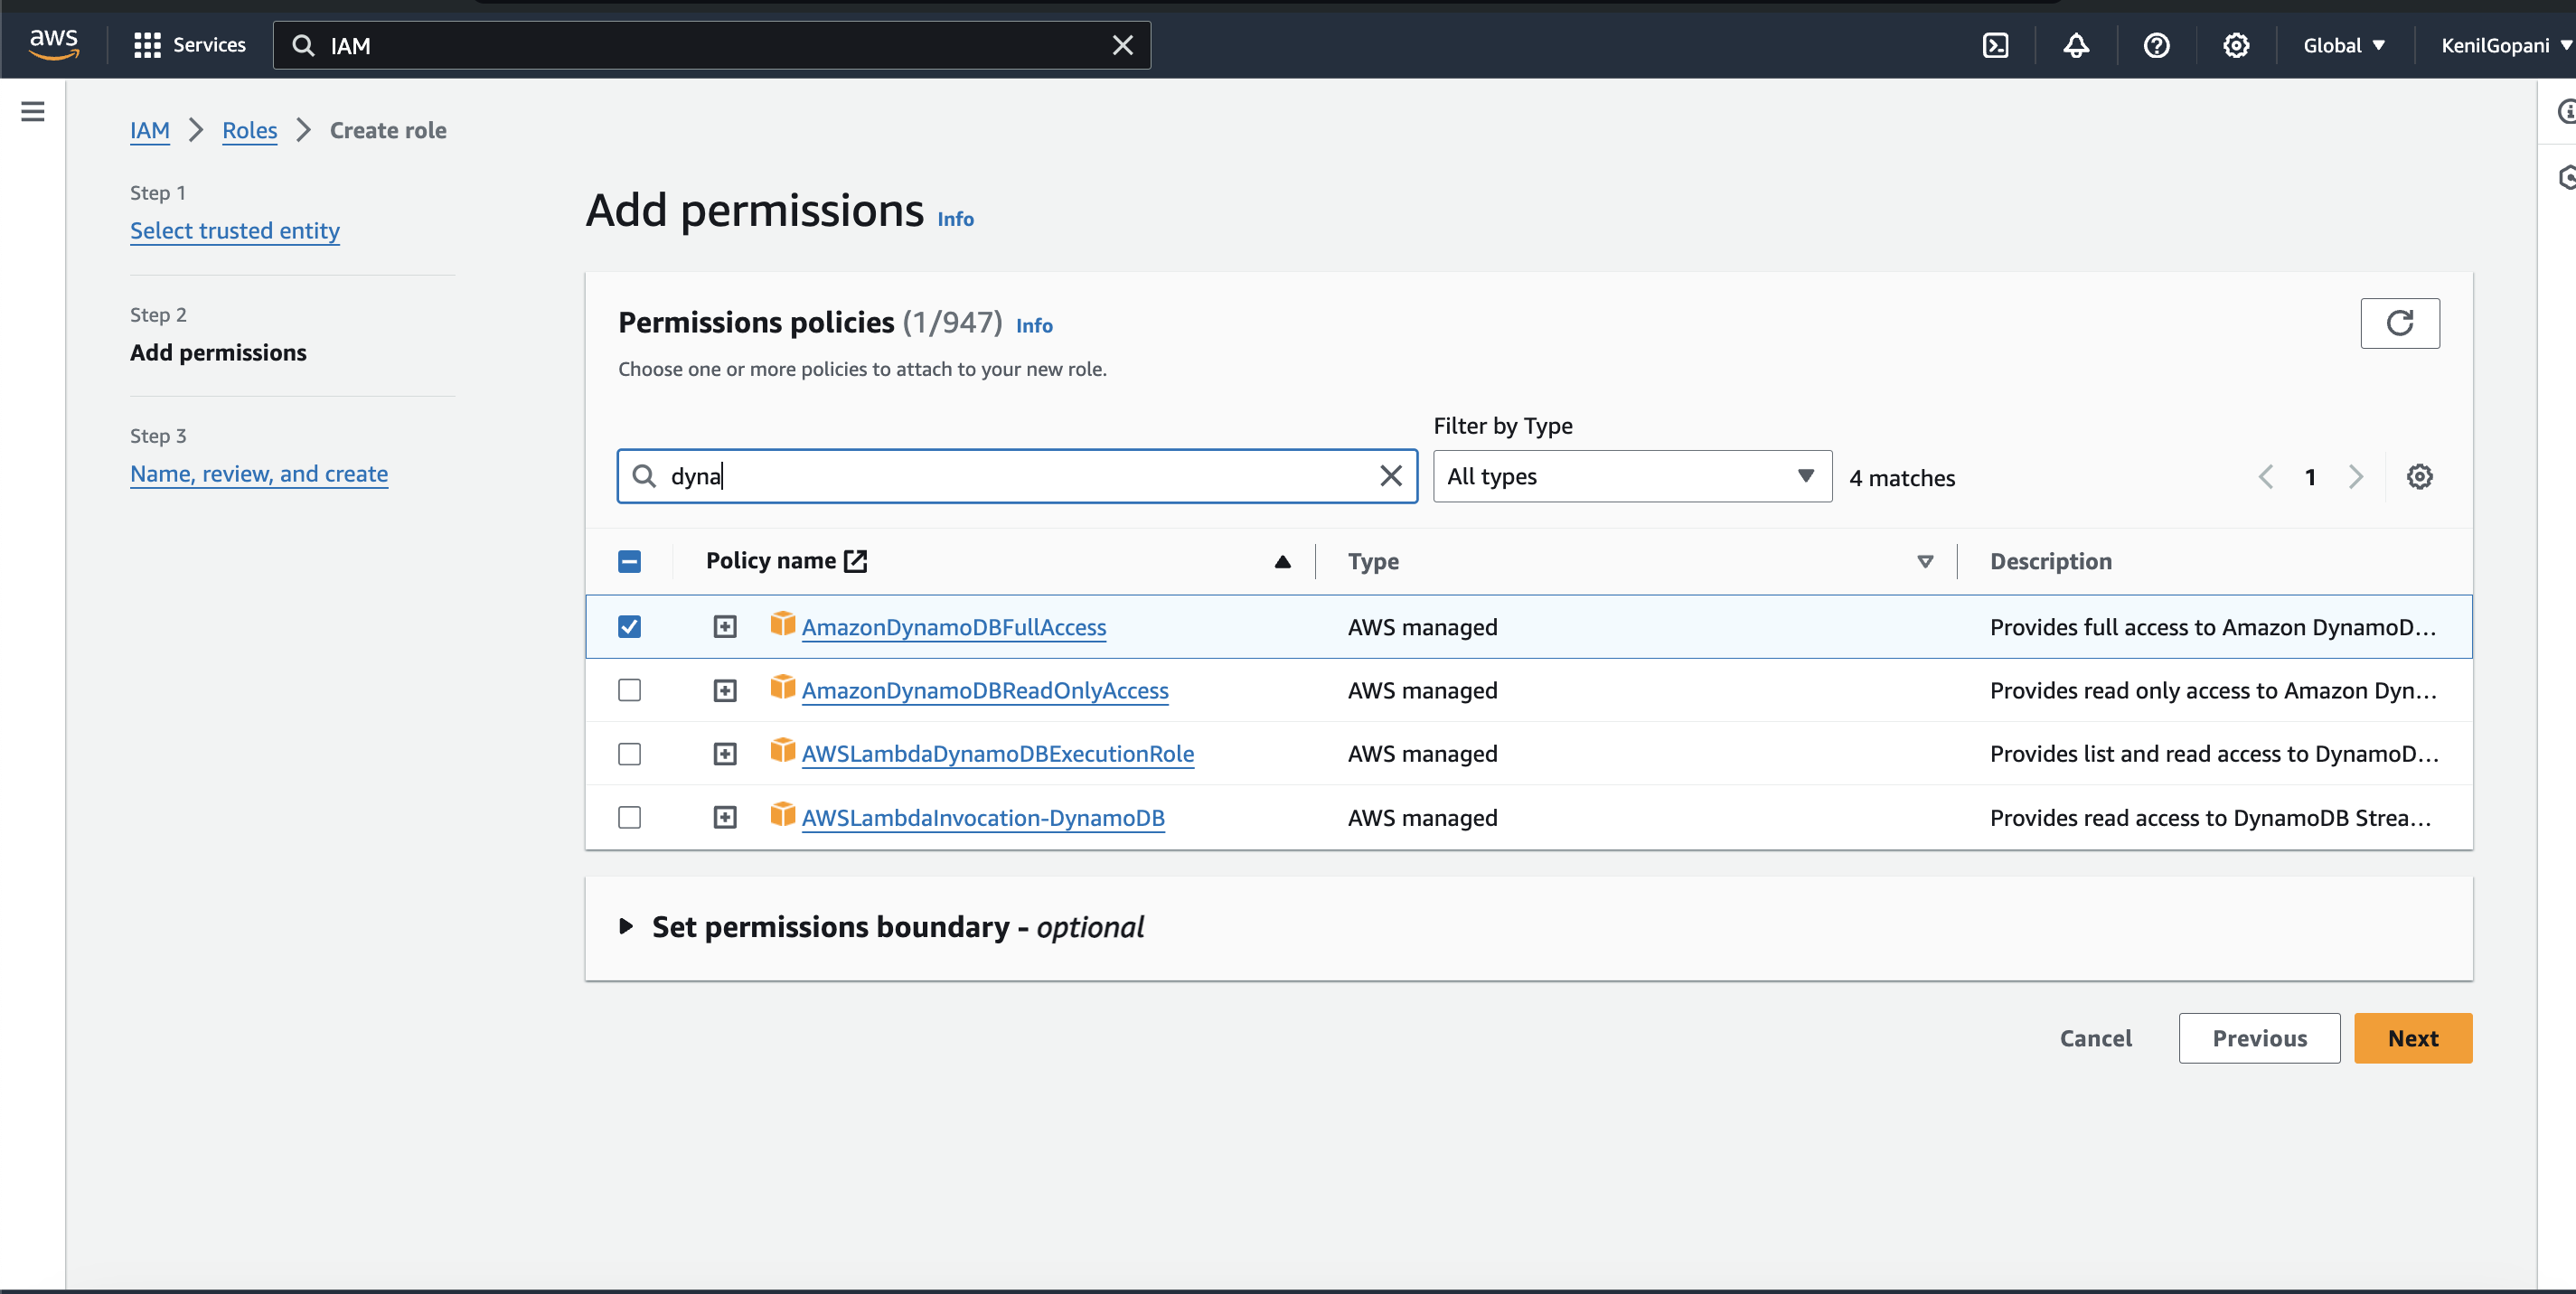 aws Services IAM Global KenilGopani
IAM Roles Create role
Step 1
Select trusted entity
Step 2
Add permissions
Step 3
Name, review, and create
Add permissions Info
Permissions policies (1/947) Info
Choose one or more policies to attach to your new role.
Filter by Type
dyna All types 4 matches 1
Policy name Type Description
AmazonDynamoDBFullAccess AWS managed Provides full access to Amazon DynamoD...
AmazonDynamoDBReadOnlyAccess AWS managed Provides read only access to Amazon Dyn...
AWSLambdaDynamoDBExecutionRole AWS managed Provides list and read access to DynamoD...
AWSLambdaInvocation-DynamoDB AWS managed Provides read access to DynamoDB Strea...
Set permissions boundary - optional
Cancel Previous Next